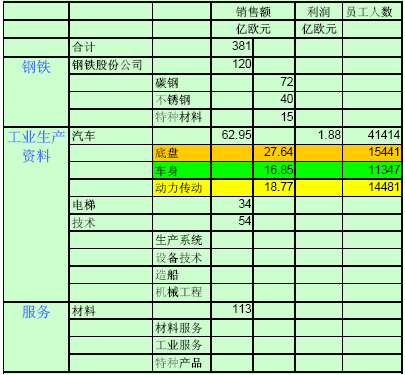 销售额 利润 员工人数
亿欧元 亿欧元
合计 381
钢铁 钢铁股份公司 120
碳钢 72
不锈钢 40
特种材料 15
工业生产资料 汽车 62.95 1.88 41414
底盘 27.64 15441
车身 16.85 11347
动力传动 18.77 14481
电梯 34
技术 54
生产系统
设备技术
造船
机械工程
服务 材料 113
材料服务
工业服务
特种产品